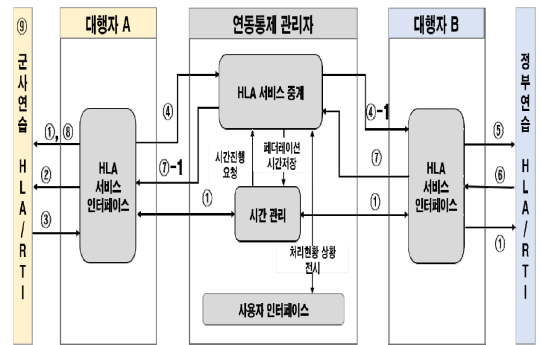 ⑨
군사연습 HLA/RTI
대행자 A
연동통제 관리자
대행자 B
정부연습 HLA/RTI
①, ⑧
②
③
HLA
서비스
인터페이스
④
⑦-1
①
HLA 서비스 중계
시간진행
요청
페더레이션
시간저장
시간 관리
처리현황 상황
전시
사용자 인터페이스
④-1
⑦
①
HLA
서비스
인터페이스
⑤
⑥
①